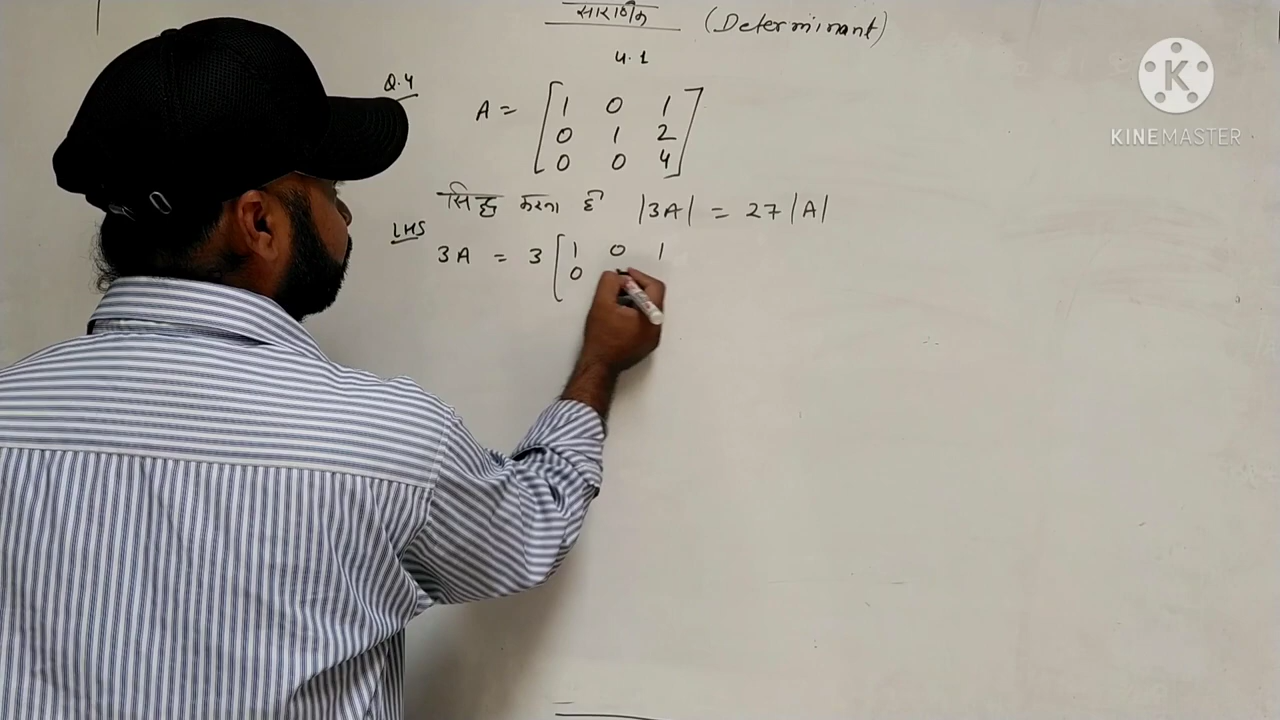 सारणिक (Determinant)
4.1
Q.4
A = [1 0 1
0 1 2
0 0 4]
सिद्ध करना है |3A| = 27|A|
LHS
3A = 3 [1 0 1
0
K
KINEMASTER